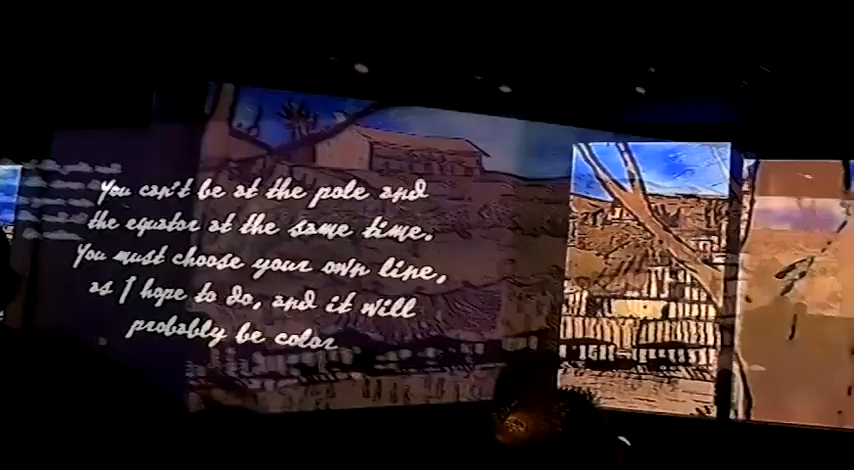 You can't be at the pole and
the equator at the same time.
You must choose your own line,
as I hope to do, and it will
probably be color